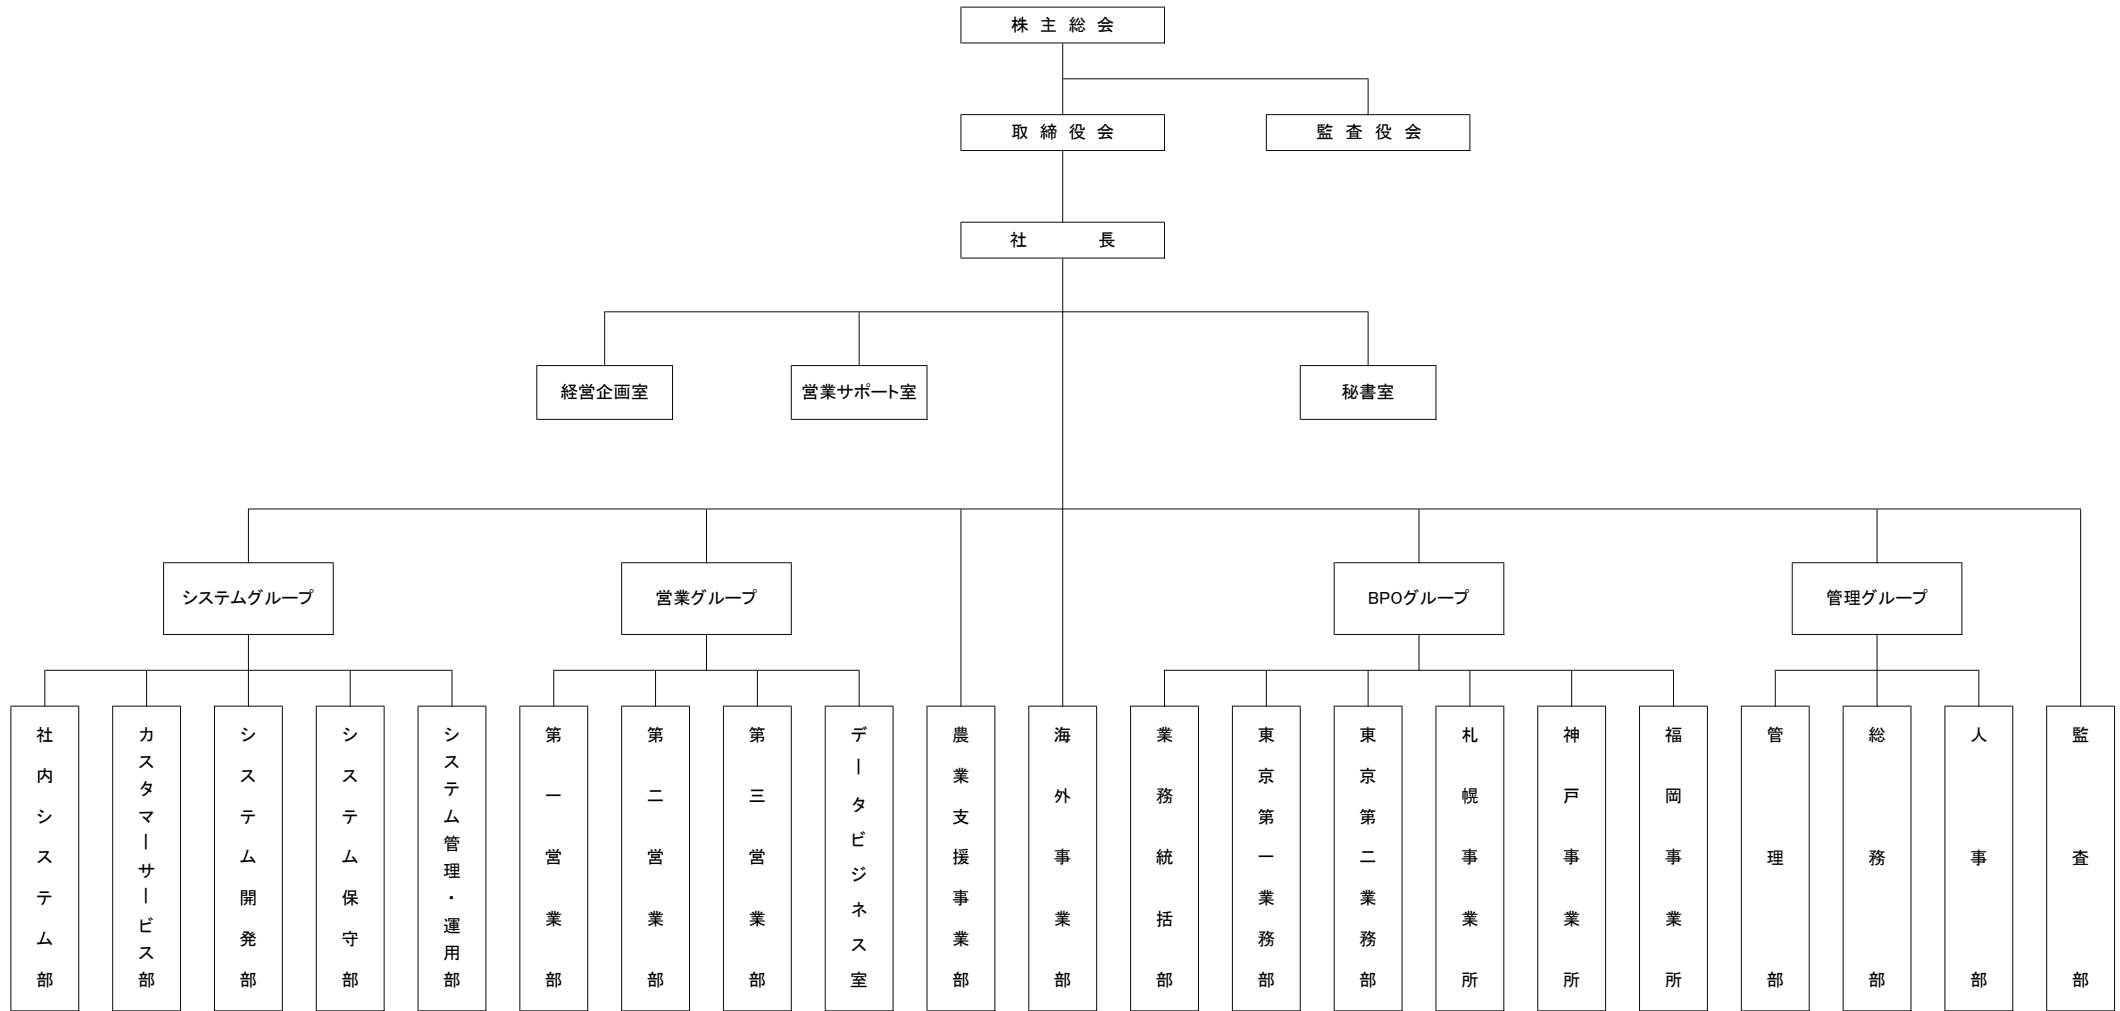 株主総会
取締役会
監査役会
社長
経営企画室
営業サポート室
秘書室
システムグループ
営業グループ
BPOグループ
管理グループ
社内システム部
カスタマーサービス部
システム開発部
システム保守部
システム管理・運用部
第一営業部
第二営業部
第三営業部
データビジネス室
農業支援事業部
海外事業部
業務統括部
東京第一業務部
東京第二業務部
札幌事業所
神戸事業所
福岡事業所
管理部
総務部
人事部
監査部